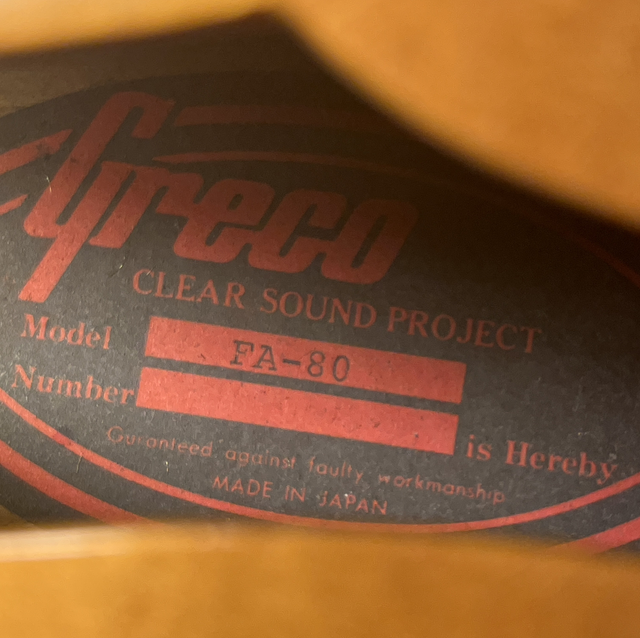 Greco
CLEAR SOUND PROJECT
Model FA-80
Number
is Hereby
Guranteed against faulty workmanship
MADE IN JAPAN